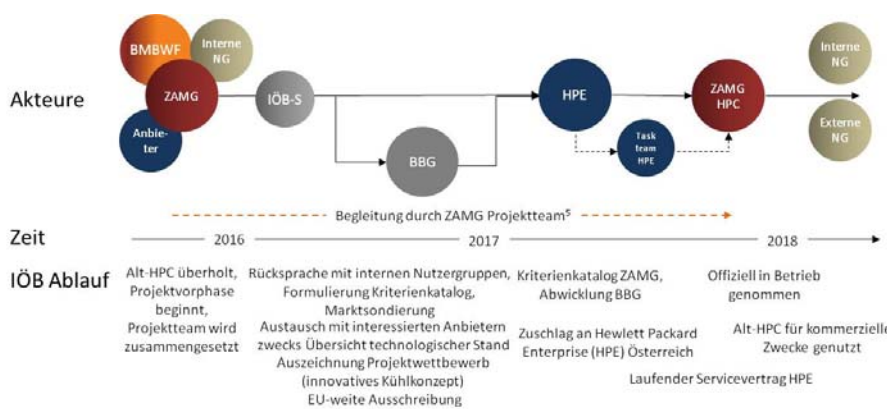 BMBWF
Interne
NG
Interne
NG
Akteure
ZAMG
IÖB-S
HPE
ZAMG
HPC
Anbie-
ter
BBG
Task
team
HPE
Externe
NG
Begleitung durch ZAMG Projektteam⁵
Zeit
2016
2017
2018
IÖB Ablauf
Alt-HPC überholt,
Projektvorphase
beginnt,
Projektteam wird
zusammengesetzt
Rücksprache mit internen Nutzergruppen,
Formulierung Kriterienkatalog,
Marktsondierung
Austausch mit interessierten Anbietern
zwecks Übersicht technologischer Stand
Auszeichnung Projektwettbewerb
(innovatives Kühlkonzept)
EU-weite Ausschreibung
Kriterienkatalog ZAMG,
Abwicklung BBG
Zuschlag an Hewlett Packard
Enterprise (HPE) Österreich
Offiziell in Betrieb
genommen
Alt-HPC für kommerzielle
Zwecke genutzt
Laufender Servicevertrag HPE